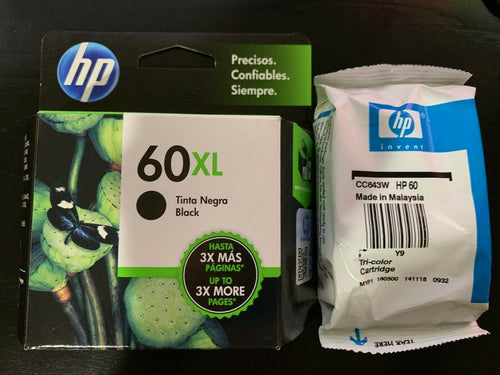 hp
Precisos.
Confiables.
Siempre.
60XL
Tinta Negra
Black
HASTA
3X MÁS
PÁGINAS*
UP TO
3X MORE
PAGES*
hp
invent
CC643W HP 60
Made in Malaysia
Y9
Tri-color
Cartridge
141118 0932
TEAR HERE